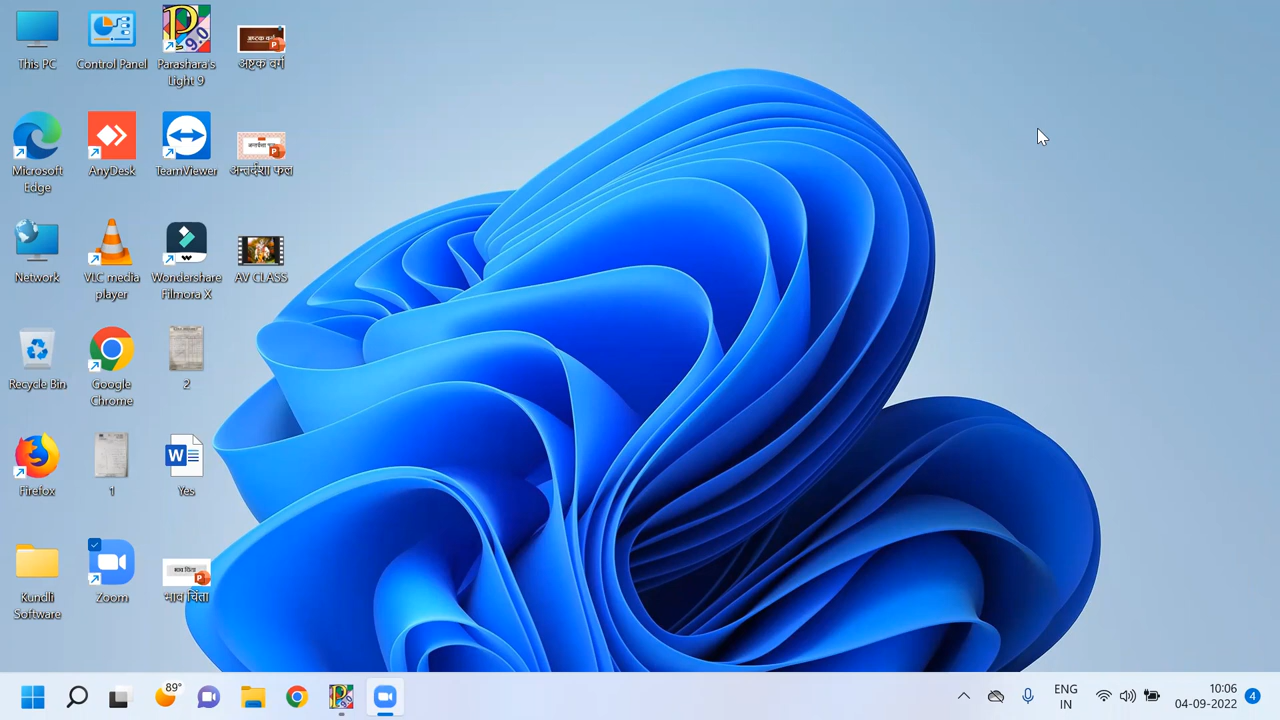 This PC
Control Panel
Parashara's
Light 9
अष्टक वर्ग
Microsoft
Edge
AnyDesk
TeamViewer
अन्तर्दशा फल
Network
VLC media
player
Wondershare
Filmora X
AV CLASS
Recycle Bin
Google
Chrome
2
Firefox
1
Yes
Kundli
Software
Zoom
भाव चिंता
89°
ENG
IN
10:06
04-09-2022
4